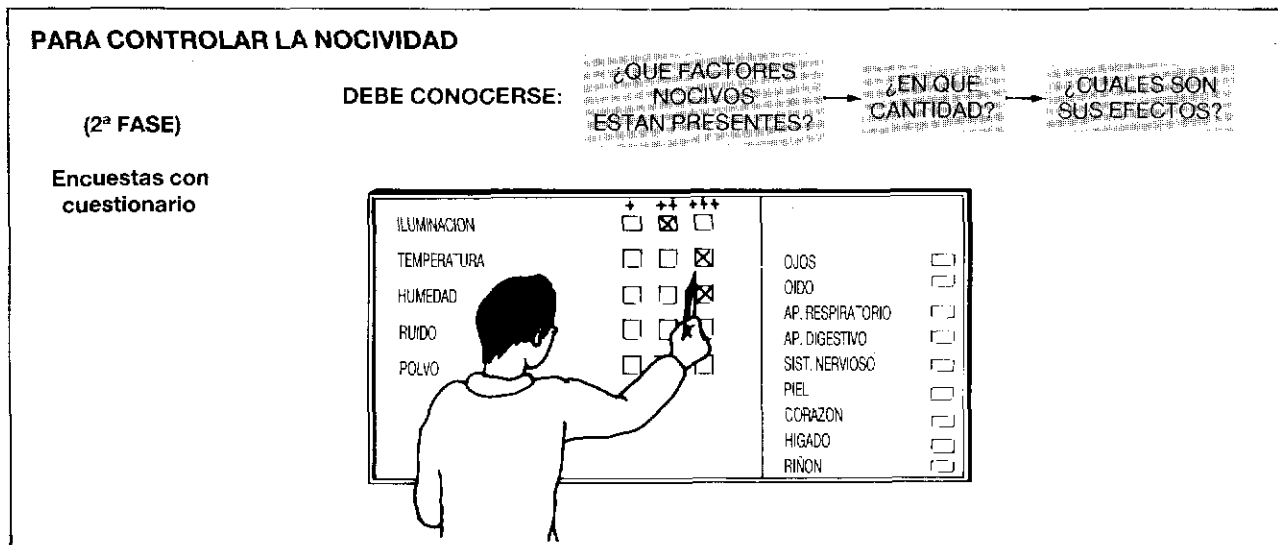 PARA CONTROLAR LA NOCIVIDAD
(2ª FASE)
DEBE CONOCERSE:
¿QUE FACTORES
NOCIVOS
ESTAN PRESENTES?
¿EN QUE
CANTIDAD?
¿CUALES SON
SUS EFECTOS?
Encuestas con
cuestionario
+ ++ +++
ILUMINACION
TEMPERATURA
HUMEDAD
RUIDO
POLVO
OJOS
OIDO
AP. RESPIRATORIO
AP. DIGESTIVO
SIST. NERVIOSO
PIEL
CORAZON
HIGADO
RIÑON